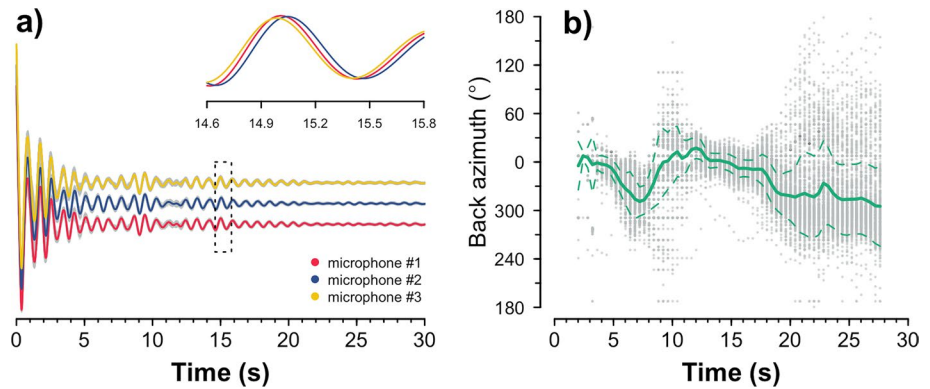 a)
14.6 14.9 15.2 15.5 15.8
microphone #1
microphone #2
microphone #3
0 5 10 15 20 25 30
Time (s)
b)
Back azimuth (°)
180
120
60
0
300
240
180
0 5 10 15 20 25 30
Time (s)